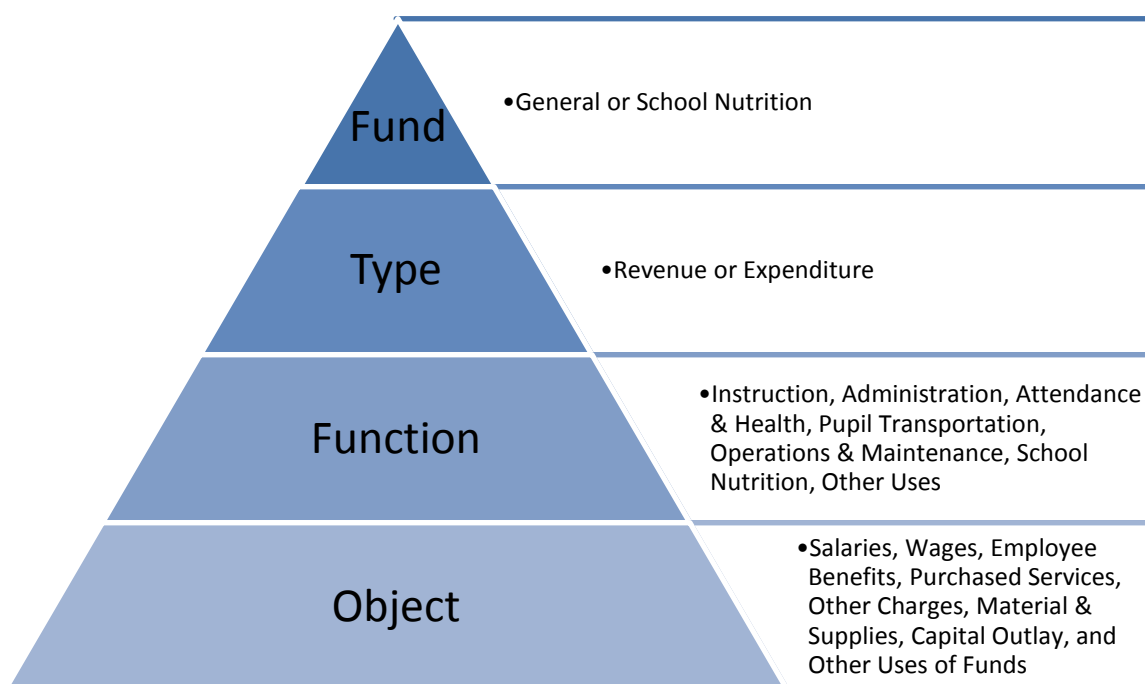 Fund
•General or School Nutrition
Type
•Revenue or Expenditure
Function
•Instruction, Administration, Attendance
& Health, Pupil Transportation,
Operations & Maintenance, School
Nutrition, Other Uses
Object
•Salaries, Wages, Employee
Benefits, Purchased Services,
Other Charges, Material &
Supplies, Capital Outlay, and
Other Uses of Funds